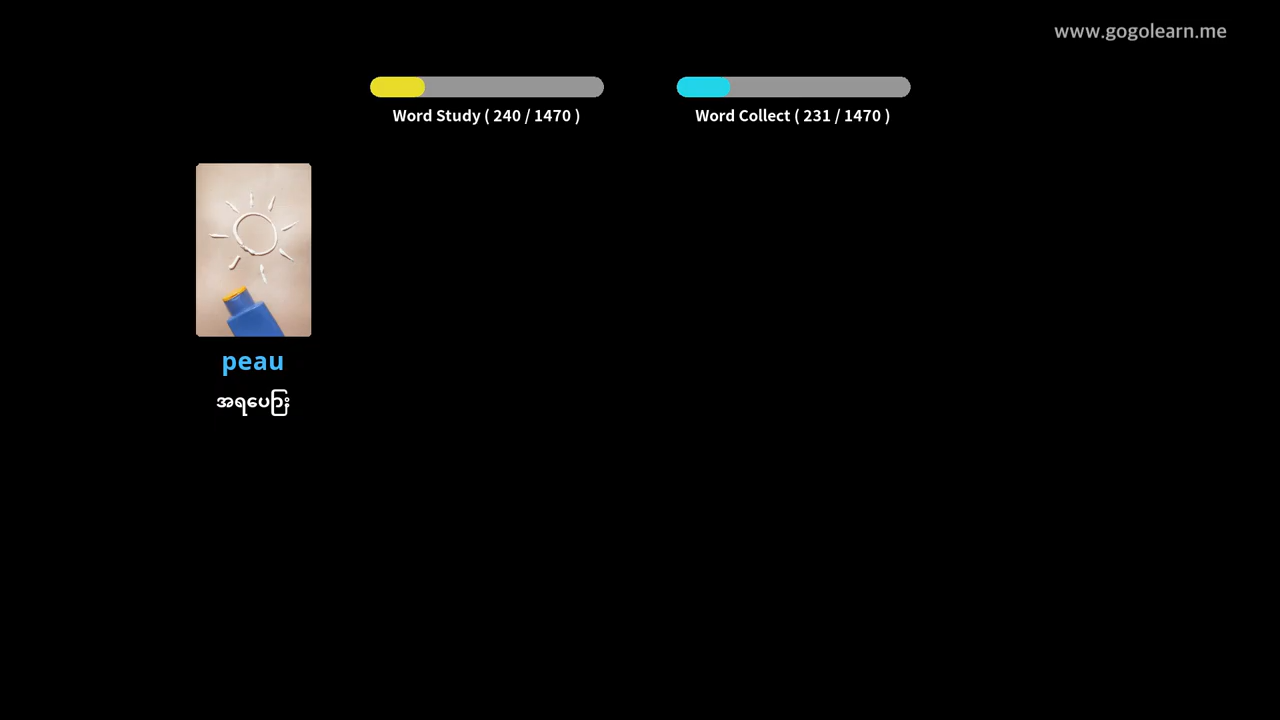 www.gogolearn.me
Word Study ( 240 / 1470 )
Word Collect ( 231 / 1470 )
peau
အရေပြား